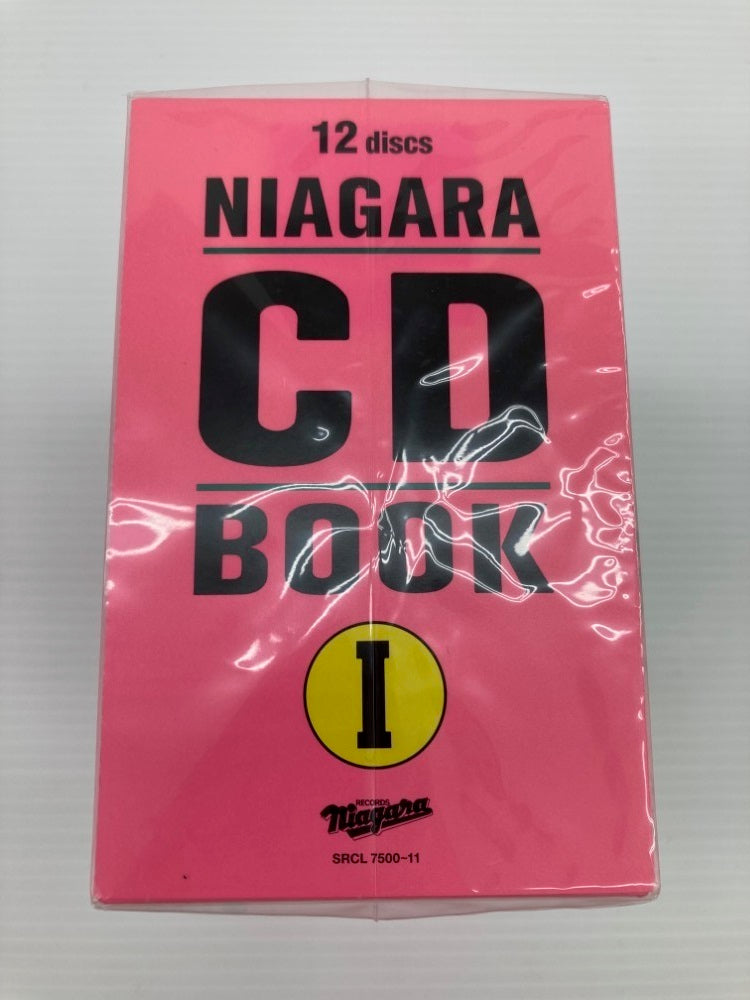 12 discs
NIAGARA
CD
BOOK
I
RECORDS
Niagara
SRCL 7500~11